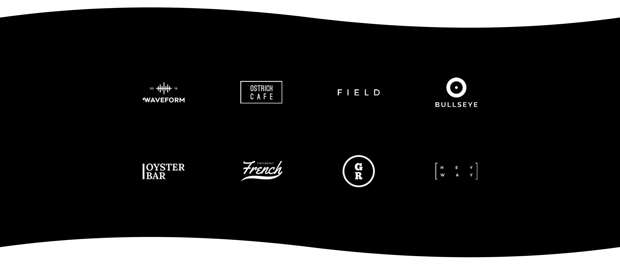 WAVEFORM
OSTRICH
CAFE
FIELD
BULLSEYE
OYSTER
BAR
French
G
R